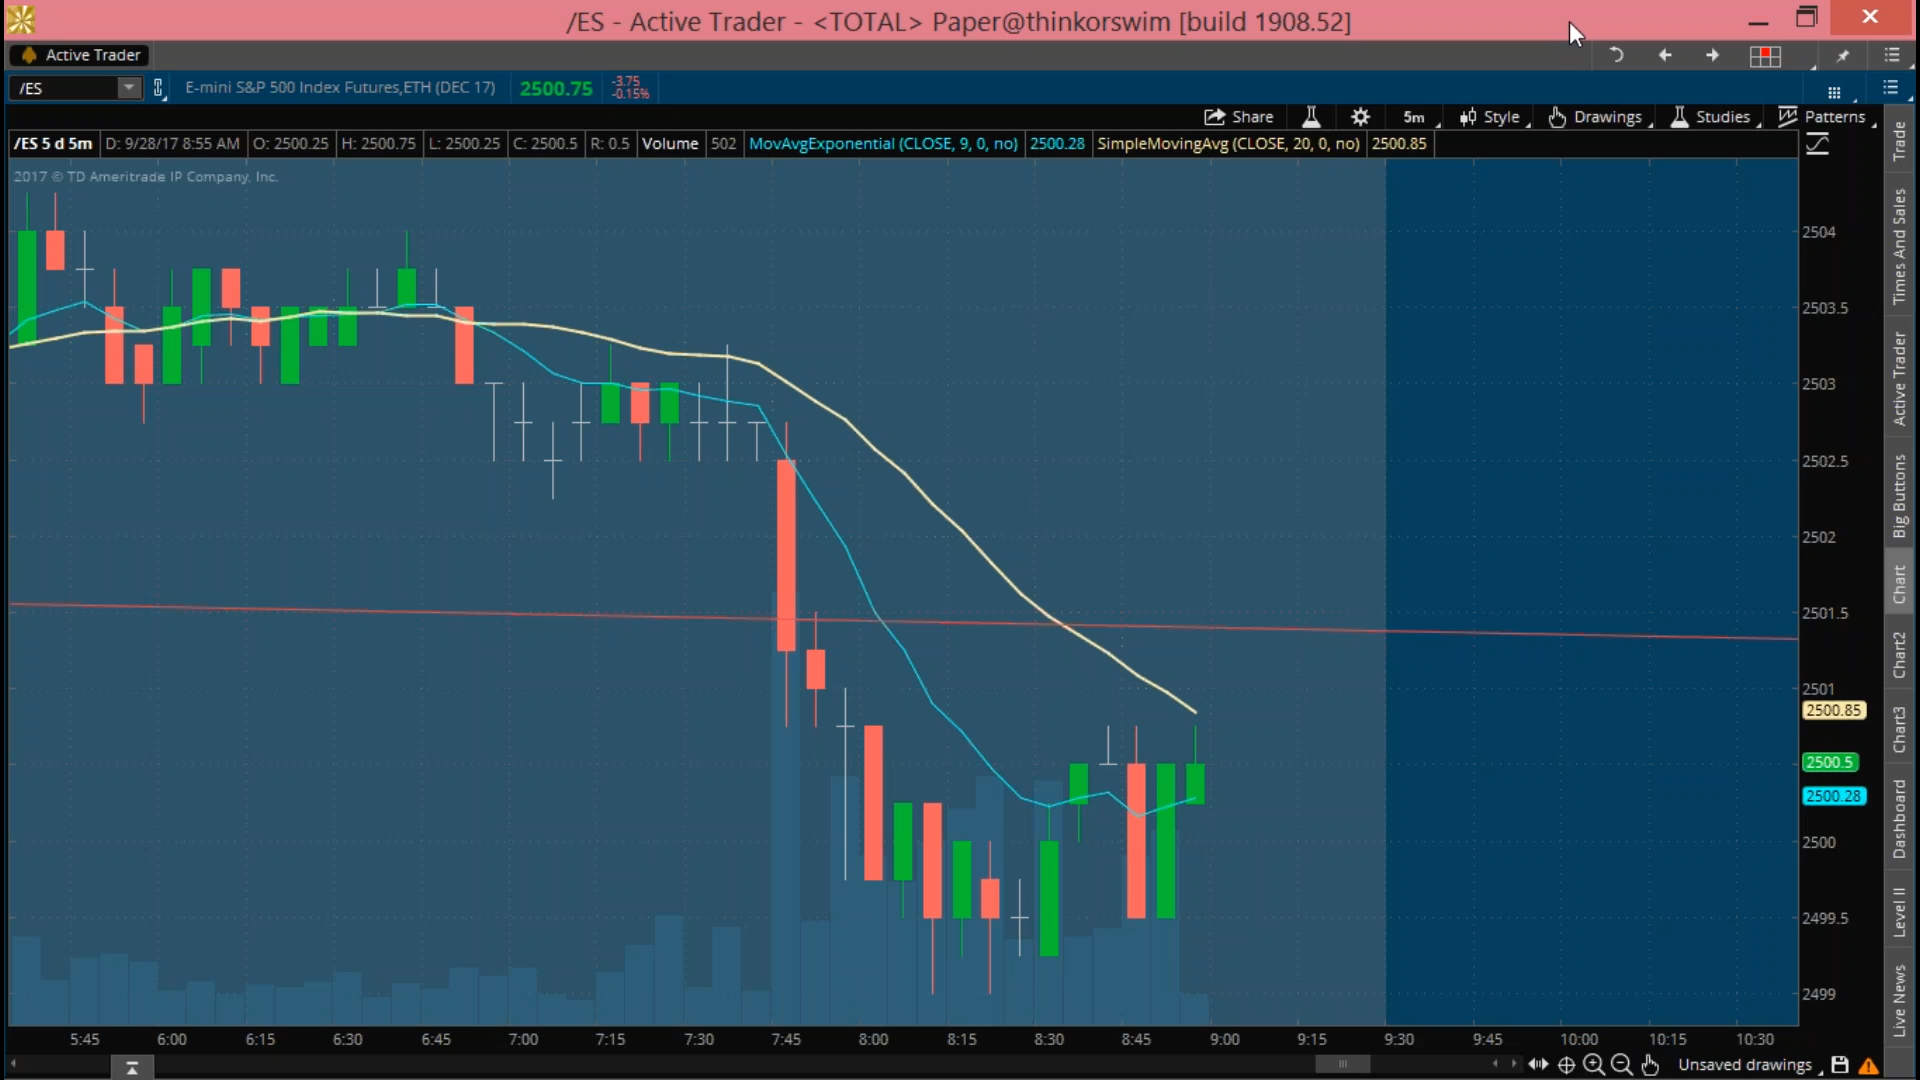 /ES - Active Trader - <TOTAL> Paper@thinkorswim [build 1908.52]
Active Trader
/ES
E-mini S&P 500 Index Futures,ETH (DEC 17)
2500.75
-3.75
-0.15%
Share
5m
Style
Drawings
Studies
Patterns
/ES 5 d 5m
D: 9/28/17 8:55 AM
O: 2500.25
H: 2500.75
L: 2500.25
C: 2500.5
R: 0.5
Volume
502
MovAvgExponential (CLOSE, 9, 0, no)
2500.28
SimpleMovingAvg (CLOSE, 20, 0, no)
2500.85
2017 © TD Ameritrade IP Company, Inc.
2504
2503.5
2503
2502.5
2502
2501.5
2501
2500.85
2500.5
2500.28
2500
2499.5
2499
Trade
Times And Sales
Active Trader
Big Buttons
Chart
Chart2
Chart3
Dashboard
Level II
Live News
5:45
6:00
6:15
6:30
6:45
7:00
7:15
7:30
7:45
8:00
8:15
8:30
8:45
9:00
9:15
9:30
9:45
10:00
10:15
10:30
Unsaved drawings